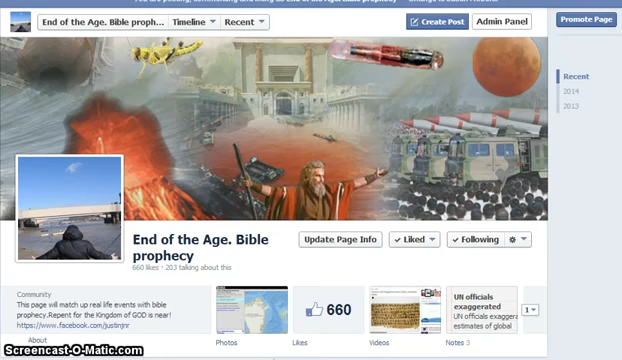 End of the Age. Bible proph...
Timeline
Recent
Create Post
Admin Panel
Promote Page
Recent
2014
2013
End of the Age. Bible
prophecy
660 likes · 203 talking about this
Update Page Info
Liked
Following
Community
This page will match up real life events with bible
prophecy.Repent for the Kingdom of GOD is near!
https://www.facebook.com/justinjnr
About
Photos
660
Likes
Videos
UN officials
exaggerated
UN officials exaggera
estimates of global
Notes 3
1
Screencast-O-Matic.com